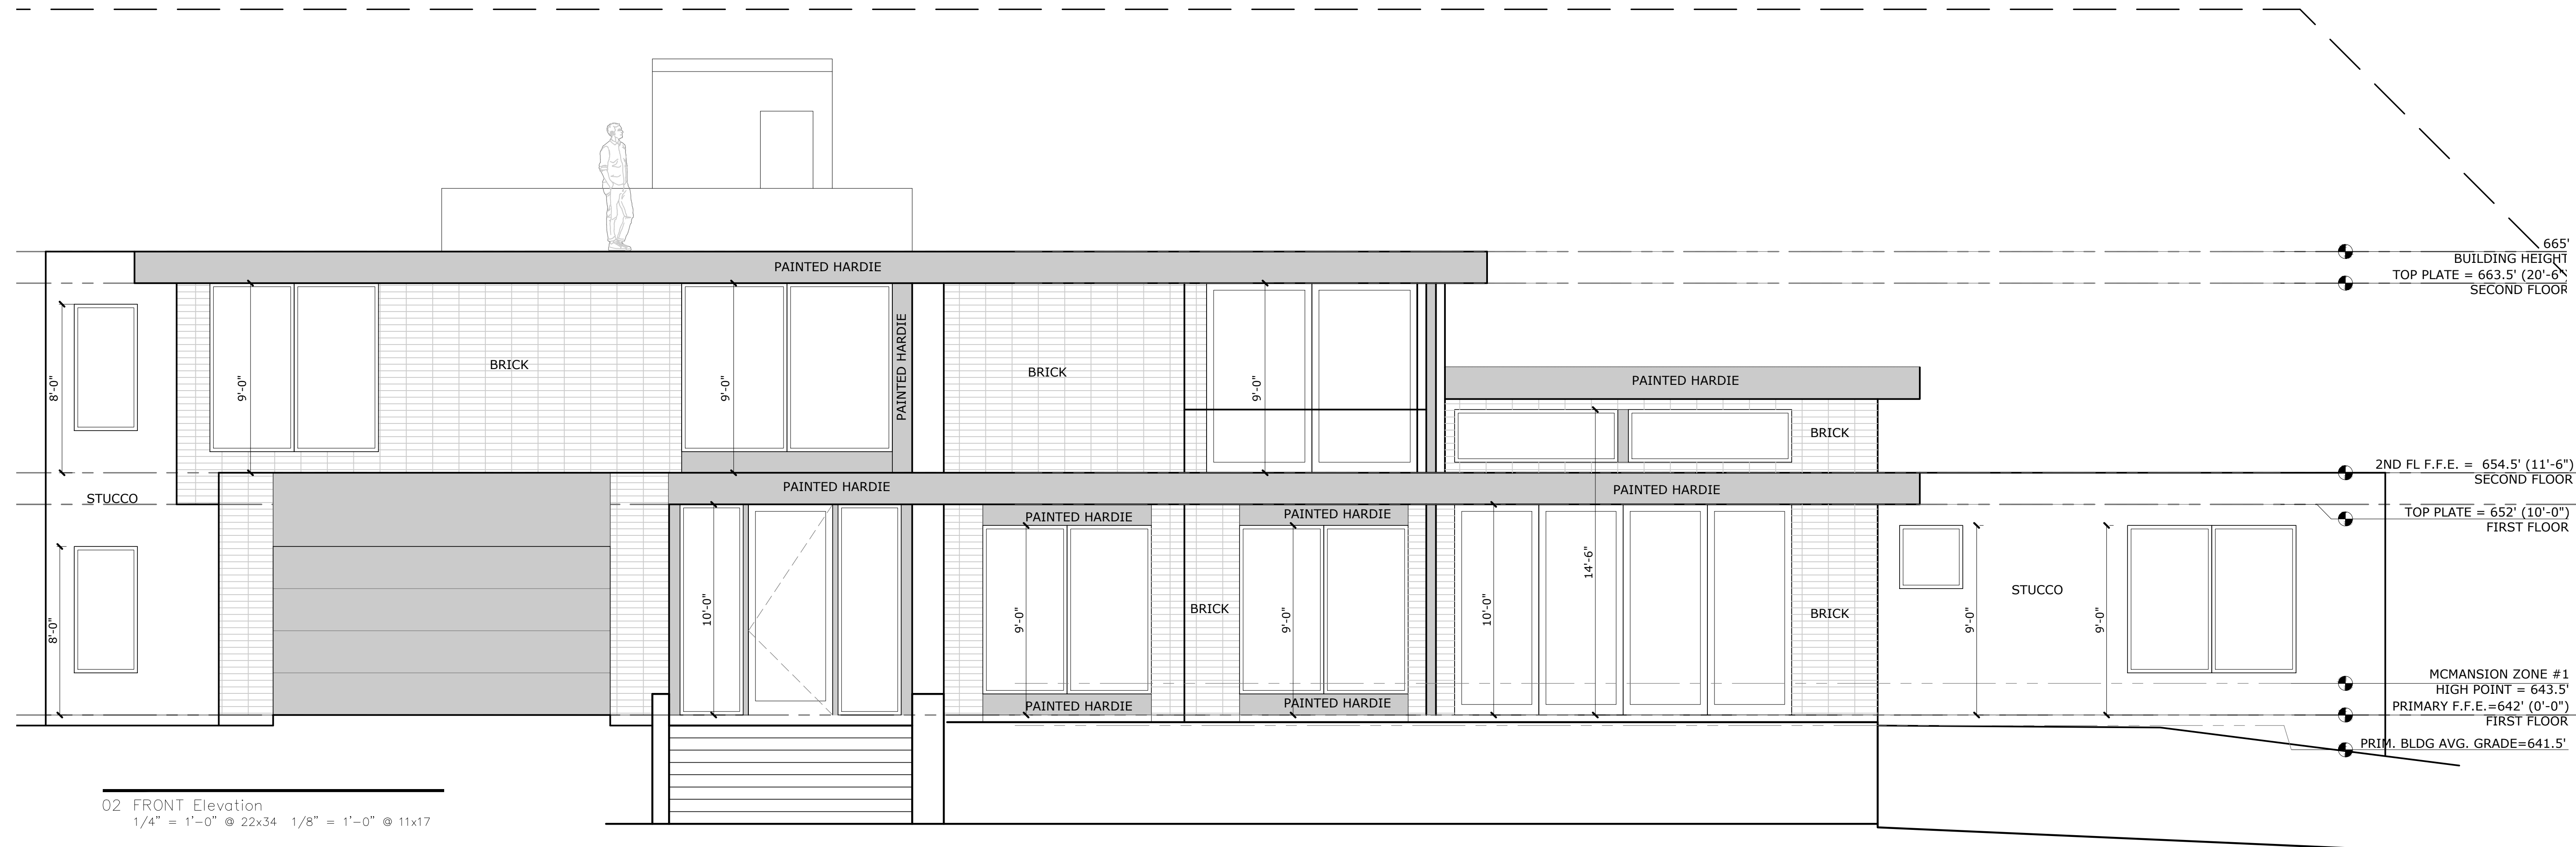 665'
BUILDING HEIGHT
PAINTED HARDIE
TOP PLATE = 663.5' (20'-6"
SECOND FLOOR
PAINTED HARDIE
8'-0"
9'-0"
BRICK
9'-0"
BRICK
9'-0"
PAINTED HARDIE
BRICK
2ND FL F.F.E. = 654.5' (11'-6")
SECOND FLOOR
STUCCO
PAINTED HARDIE
PAINTED HARDIE
TOP PLATE = 652' (10'-0")
FIRST FLOOR
PAINTED HARDIE
PAINTED HARDIE
14'-6"
8'-0"
10'-0"
9'-0"
BRICK
9'-0"
10'-0"
BRICK
9'-0"
STUCCO
9'-0"
MCMANSION ZONE #1
HIGH POINT = 643.5'
PAINTED HARDIE
PAINTED HARDIE
PRIMARY F.F.E.=642' (0'-0")
FIRST FLOOR
PRIM. BLDG AVG. GRADE=641.5'
02 FRONT Elevation
1/4" = 1'-0" @ 22x34 1/8" = 1'-0" @ 11x17